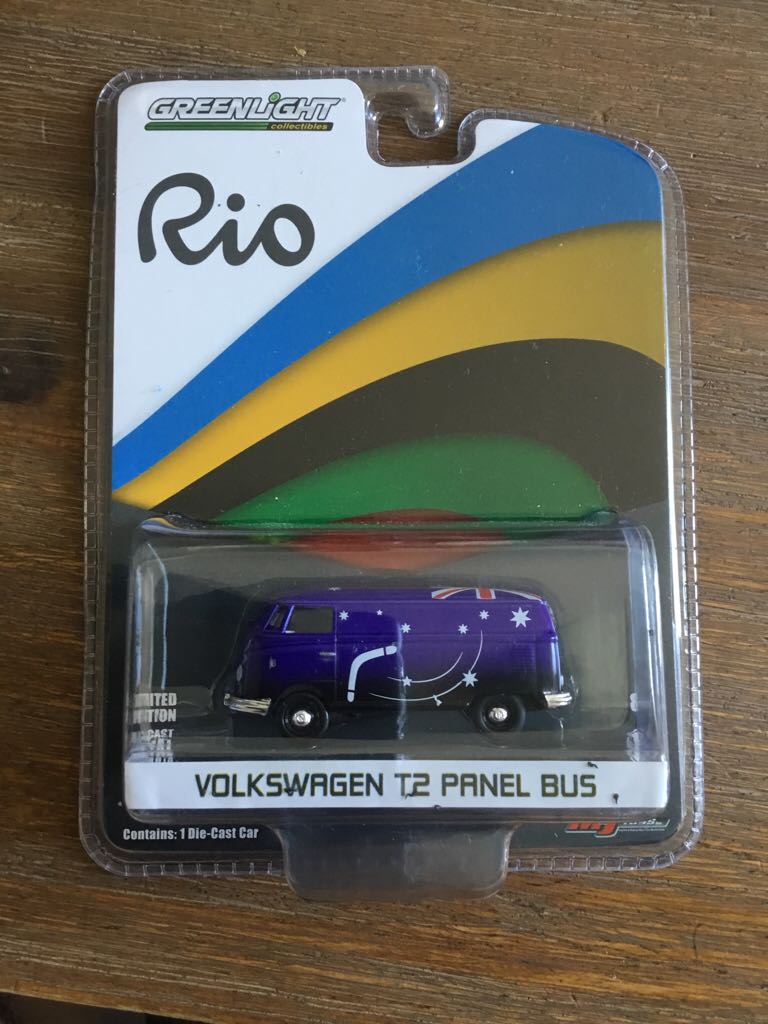 GREENLIGHT
collectibles
Rio
VOLKSWAGEN T2 PANEL BUS
Contains: 1 Die-Cast Car